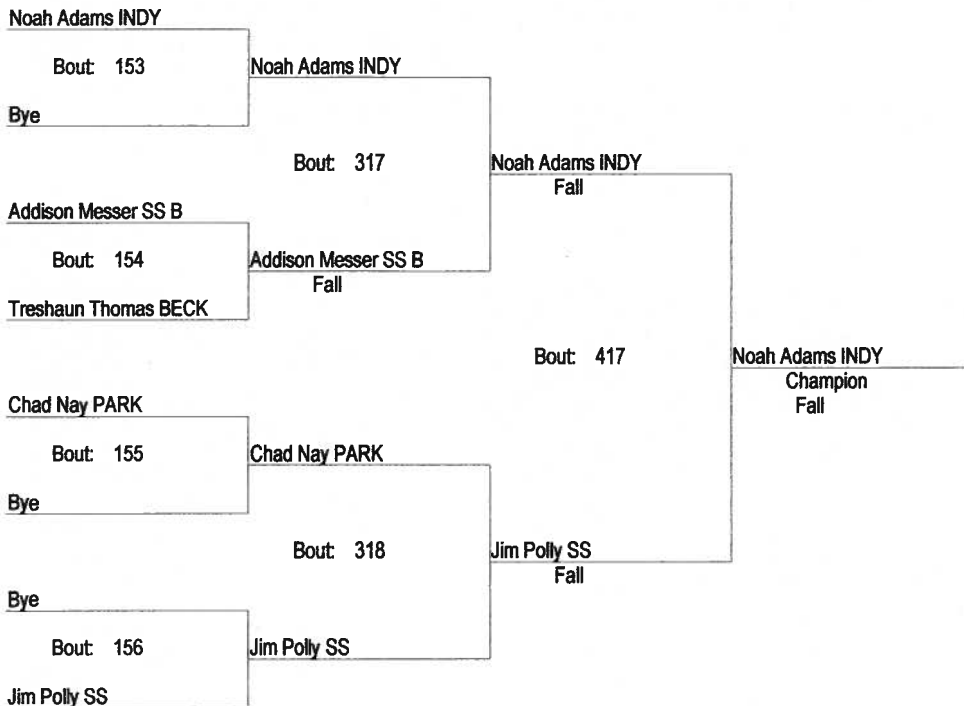 Noah Adams INDY
Bout: 153
Noah Adams INDY
Bye
Bout: 317
Noah Adams INDY
Fall
Addison Messer SS B
Bout: 154
Addison Messer SS B
Fall
Treshaun Thomas BECK
Bout: 417
Noah Adams INDY
Champion
Fall
Chad Nay PARK
Bout: 155
Chad Nay PARK
Bye
Bout: 318
Jim Polly SS
Fall
Bye
Bout: 156
Jim Polly SS
Jim Polly SS